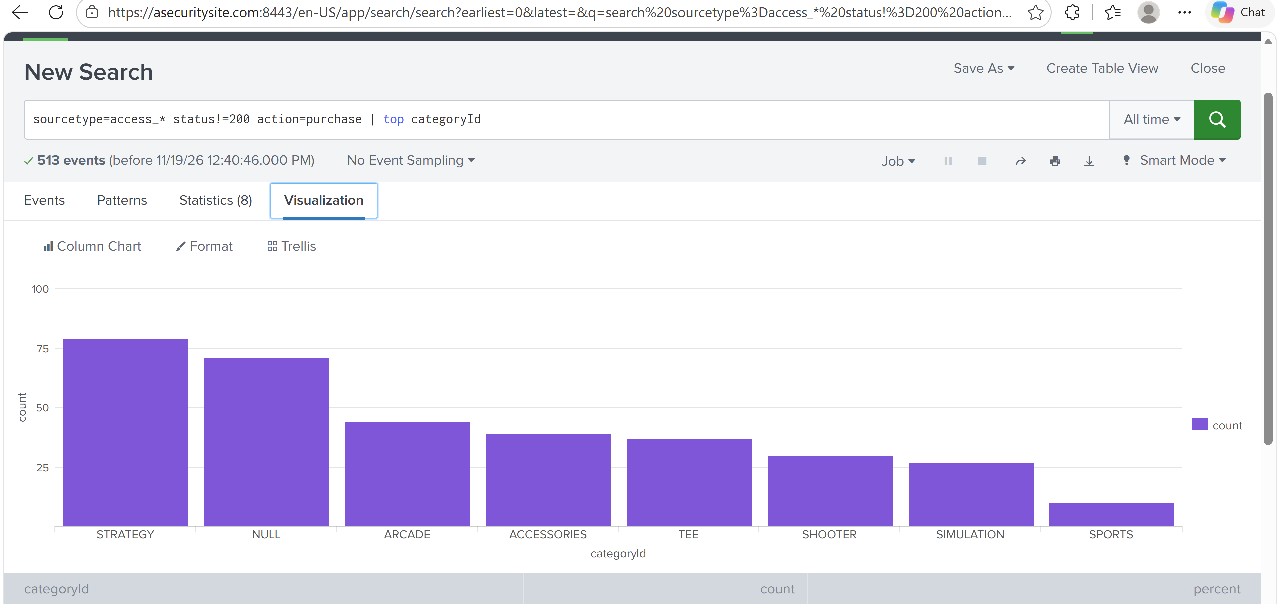 https://asecuritysite.com:8443/en-US/app/search/search?earliest=0&latest=&q=search%20sourcetype%3Daccess_*%20status!%3D200%20action...
Chat
New Search
Save As
Create Table View
Close
sourcetype=access_* status!=200 action=purchase | top categoryId
All time
513 events (before 11/19/26 12:40:46.000 PM)
No Event Sampling
Job
Smart Mode
Events
Patterns
Statistics (8)
Visualization
Column Chart
Format
Trellis
100
75
50
25
count
STRATEGY
NULL
ARCADE
ACCESSORIES
TEE
SHOOTER
SIMULATION
SPORTS
categoryId
count
categoryId
count
percent